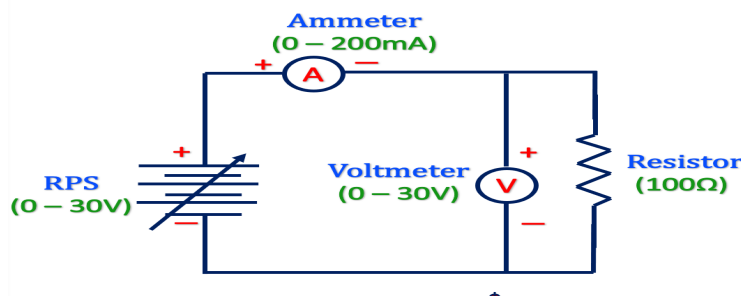 Ammeter
(0 – 200mA)
+ A –
+
RPS
(0 – 30V)
–
Voltmeter
(0 – 30V)
+
V
–
Resistor
(100Ω)